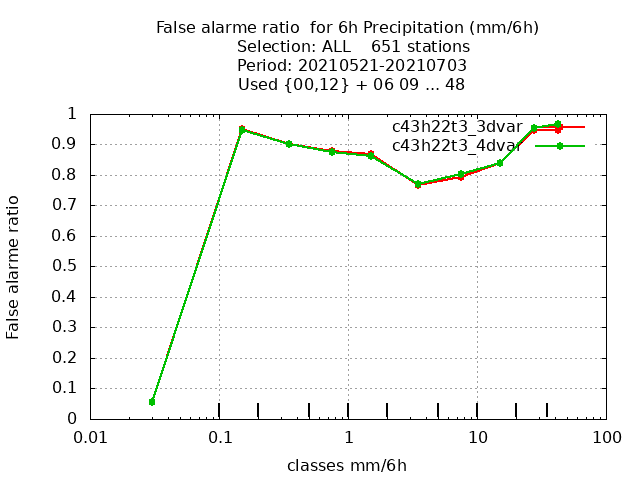 False alarme ratio  for 6h Precipitation (mm/6h)
Selection: ALL    651 stations
Period: 20210521-20210703
Used {00,12} + 06 09 ... 48
c43h22t3_3dvar
c43h22t3_4dvar
1
0.9
0.8
0.7
0.6
0.5
0.4
0.3
0.2
0.1
0
False alarme ratio
0.01 0.1 1 10 100
classes mm/6h